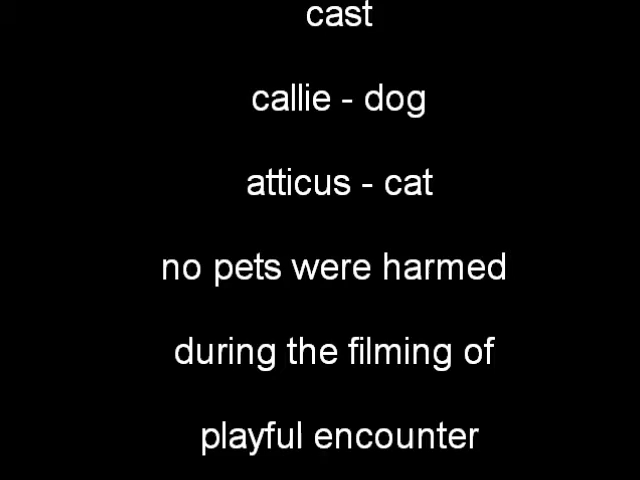 cast
callie - dog
atticus - cat
no pets were harmed
during the filming of
playful encounter